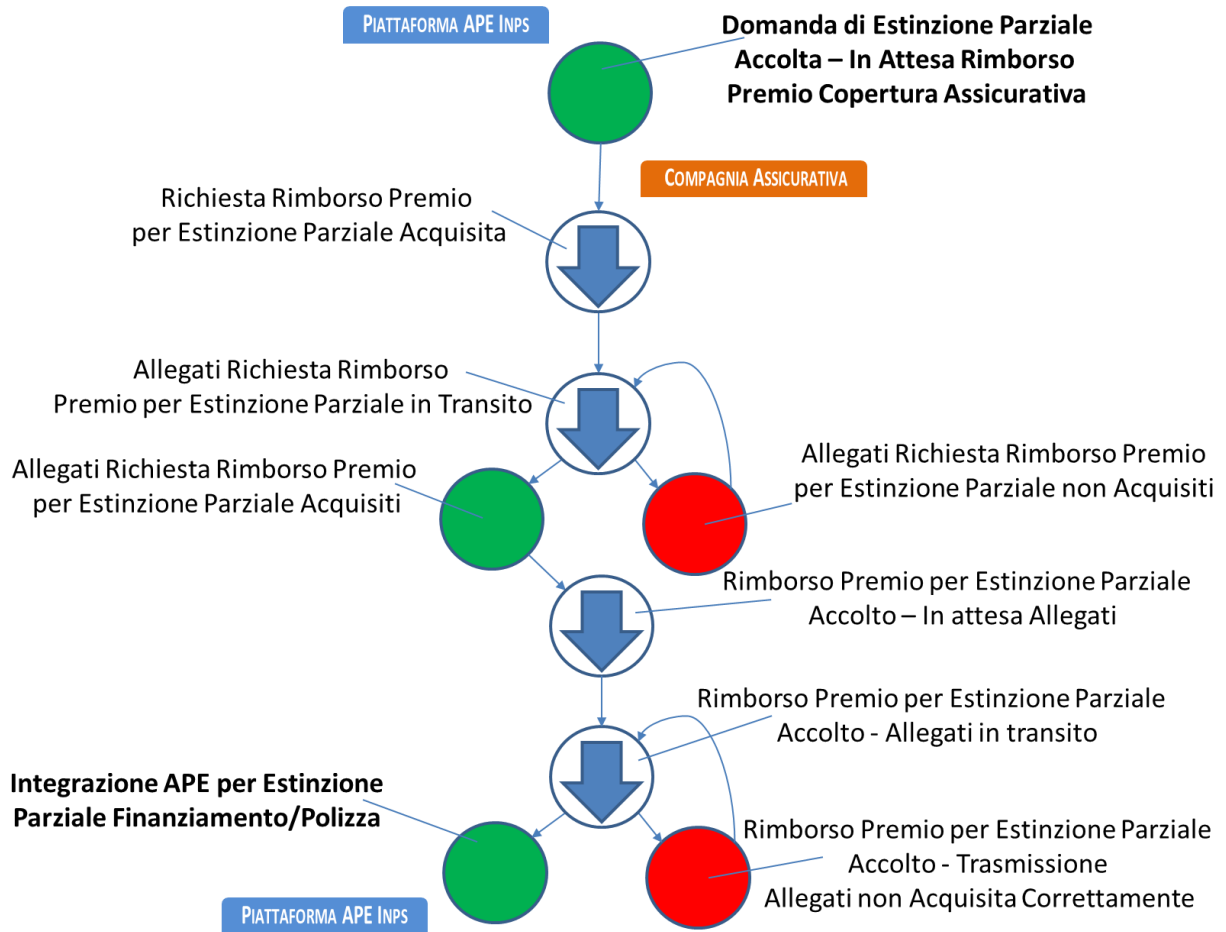 PIATTAFORMA APE INPS
Domanda di Estinzione Parziale
Accolta – In Attesa Rimborso
Premio Copertura Assicurativa
COMPAGNIA ASSICURATIVA
Richiesta Rimborso Premio
per Estinzione Parziale Acquisita
Allegati Richiesta Rimborso
Premio per Estinzione Parziale in Transito
Allegati Richiesta Rimborso Premio
per Estinzione Parziale Acquisiti
Allegati Richiesta Rimborso Premio
per Estinzione Parziale non Acquisiti
Rimborso Premio per Estinzione Parziale
Accolto – In attesa Allegati
Rimborso Premio per Estinzione Parziale
Accolto - Allegati in transito
Integrazione APE per Estinzione
Parziale Finanziamento/Polizza
Rimborso Premio per Estinzione Parziale
Accolto - Trasmissione
Allegati non Acquisita Correttamente
PIATTAFORMA APE INPS